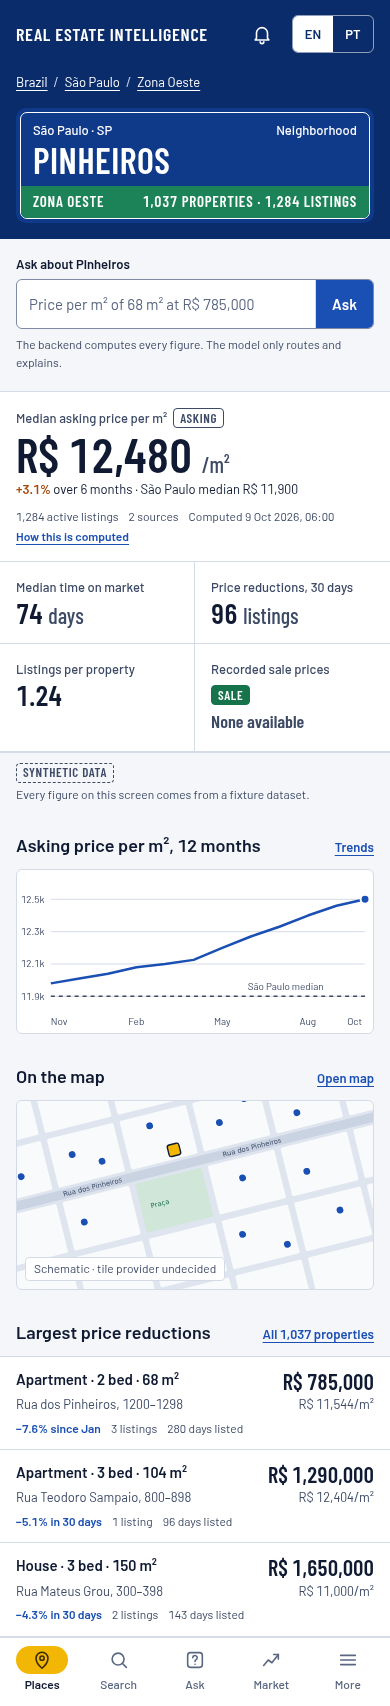 REAL ESTATE INTELLIGENCE
EN PT
Brazil / São Paulo / Zona Oeste
São Paulo · SP Neighborhood
PINHEIROS
ZONA OESTE 1,037 PROPERTIES · 1,284 LISTINGS
Ask about Pinheiros
Price per m² of 68 m² at R$ 785,000 Ask
The backend computes every figure. The model only routes and
explains.
Median asking price per m² ASKING
R$ 12,480 /m²
+3.1% over 6 months · São Paulo median R$ 11,900
1,284 active listings 2 sources Computed 9 Oct 2026, 06:00
How this is computed
Median time on market Price reductions, 30 days
74 days 96 listings
Listings per property Recorded sale prices
1.24 SALE
None available
SYNTHETIC DATA
Every figure on this screen comes from a fixture dataset.
Asking price per m², 12 months Trends
12.5k
12.3k
12.1k
São Paulo median
11.9k
Nov Feb May Aug Oct
On the map Open map
Rua dos Pinheiros
Rua dos Pinheiros
Praça
Schematic · tile provider undecided
Largest price reductions All 1,037 properties
Apartment · 2 bed · 68 m² R$ 785,000
Rua dos Pinheiros, 1200–1298 R$ 11,544/m²
−7.6% since Jan 3 listings 280 days listed
Apartment · 3 bed · 104 m² R$ 1,290,000
Rua Teodoro Sampaio, 800–898 R$ 12,404/m²
−5.1% in 30 days 1 listing 96 days listed
House · 3 bed · 150 m² R$ 1,650,000
Rua Mateus Grou, 300–398 R$ 11,000/m²
−4.3% in 30 days 2 listings 143 days listed
Places Search Ask Market More